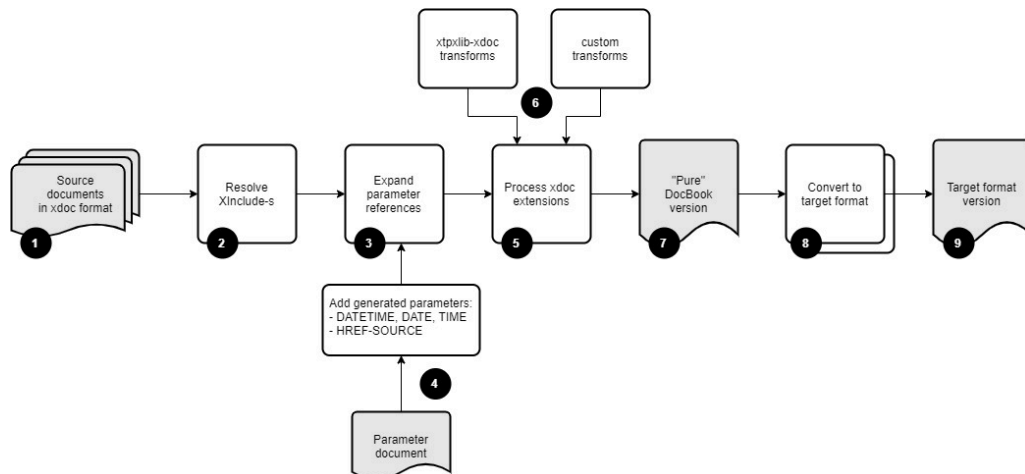 xtpxlib-xdoc
transforms
custom
transforms
6
Source
documents
in xdoc format
Resolve
XInclude-s
Expand
parameter
references
Process xdoc
extensions
"Pure"
DocBook
version
Convert to
target format
Target format
version
1
2
3
5
7
8
9
Add generated parameters:
- DATETIME, DATE, TIME
- HREF-SOURCE
4
Parameter
document